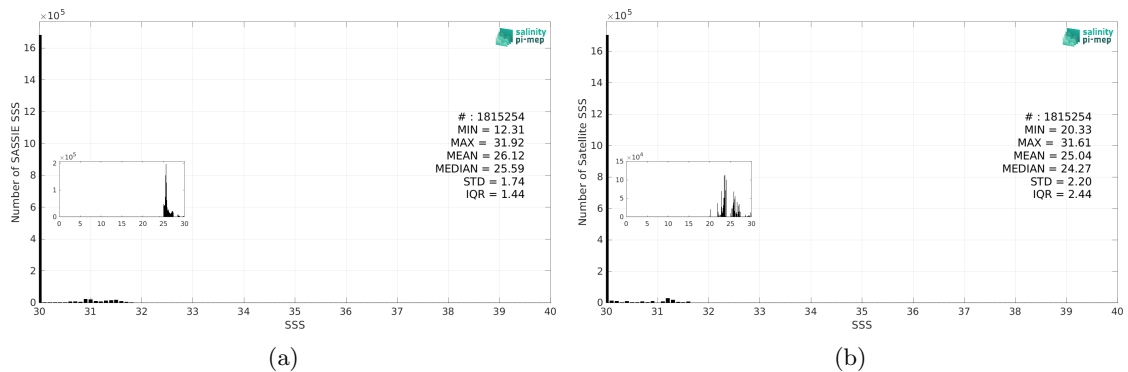 ×10⁵
16
14
12
10
8
6
4
2
0
Number of SASSIE SSS
salinity
pi-mep
# : 1815254
MIN = 12.31
MAX = 31.92
MEAN = 26.12
MEDIAN = 25.59
STD = 1.74
IQR = 1.44
×10⁵
2
1
0
0 5 10 15 20 25 30
30 31 32 33 34 35 36 37 38 39 40
SSS
(a)
×10⁵
16
14
12
10
8
6
4
2
0
Number of Satellite SSS
salinity
pi-mep
# : 1815254
MIN = 20.33
MAX = 31.61
MEAN = 25.04
MEDIAN = 24.27
STD = 2.20
IQR = 2.44
×10⁴
15
10
5
0
0 5 10 15 20 25 30
30 31 32 33 34 35 36 37 38 39 40
SSS
(b)